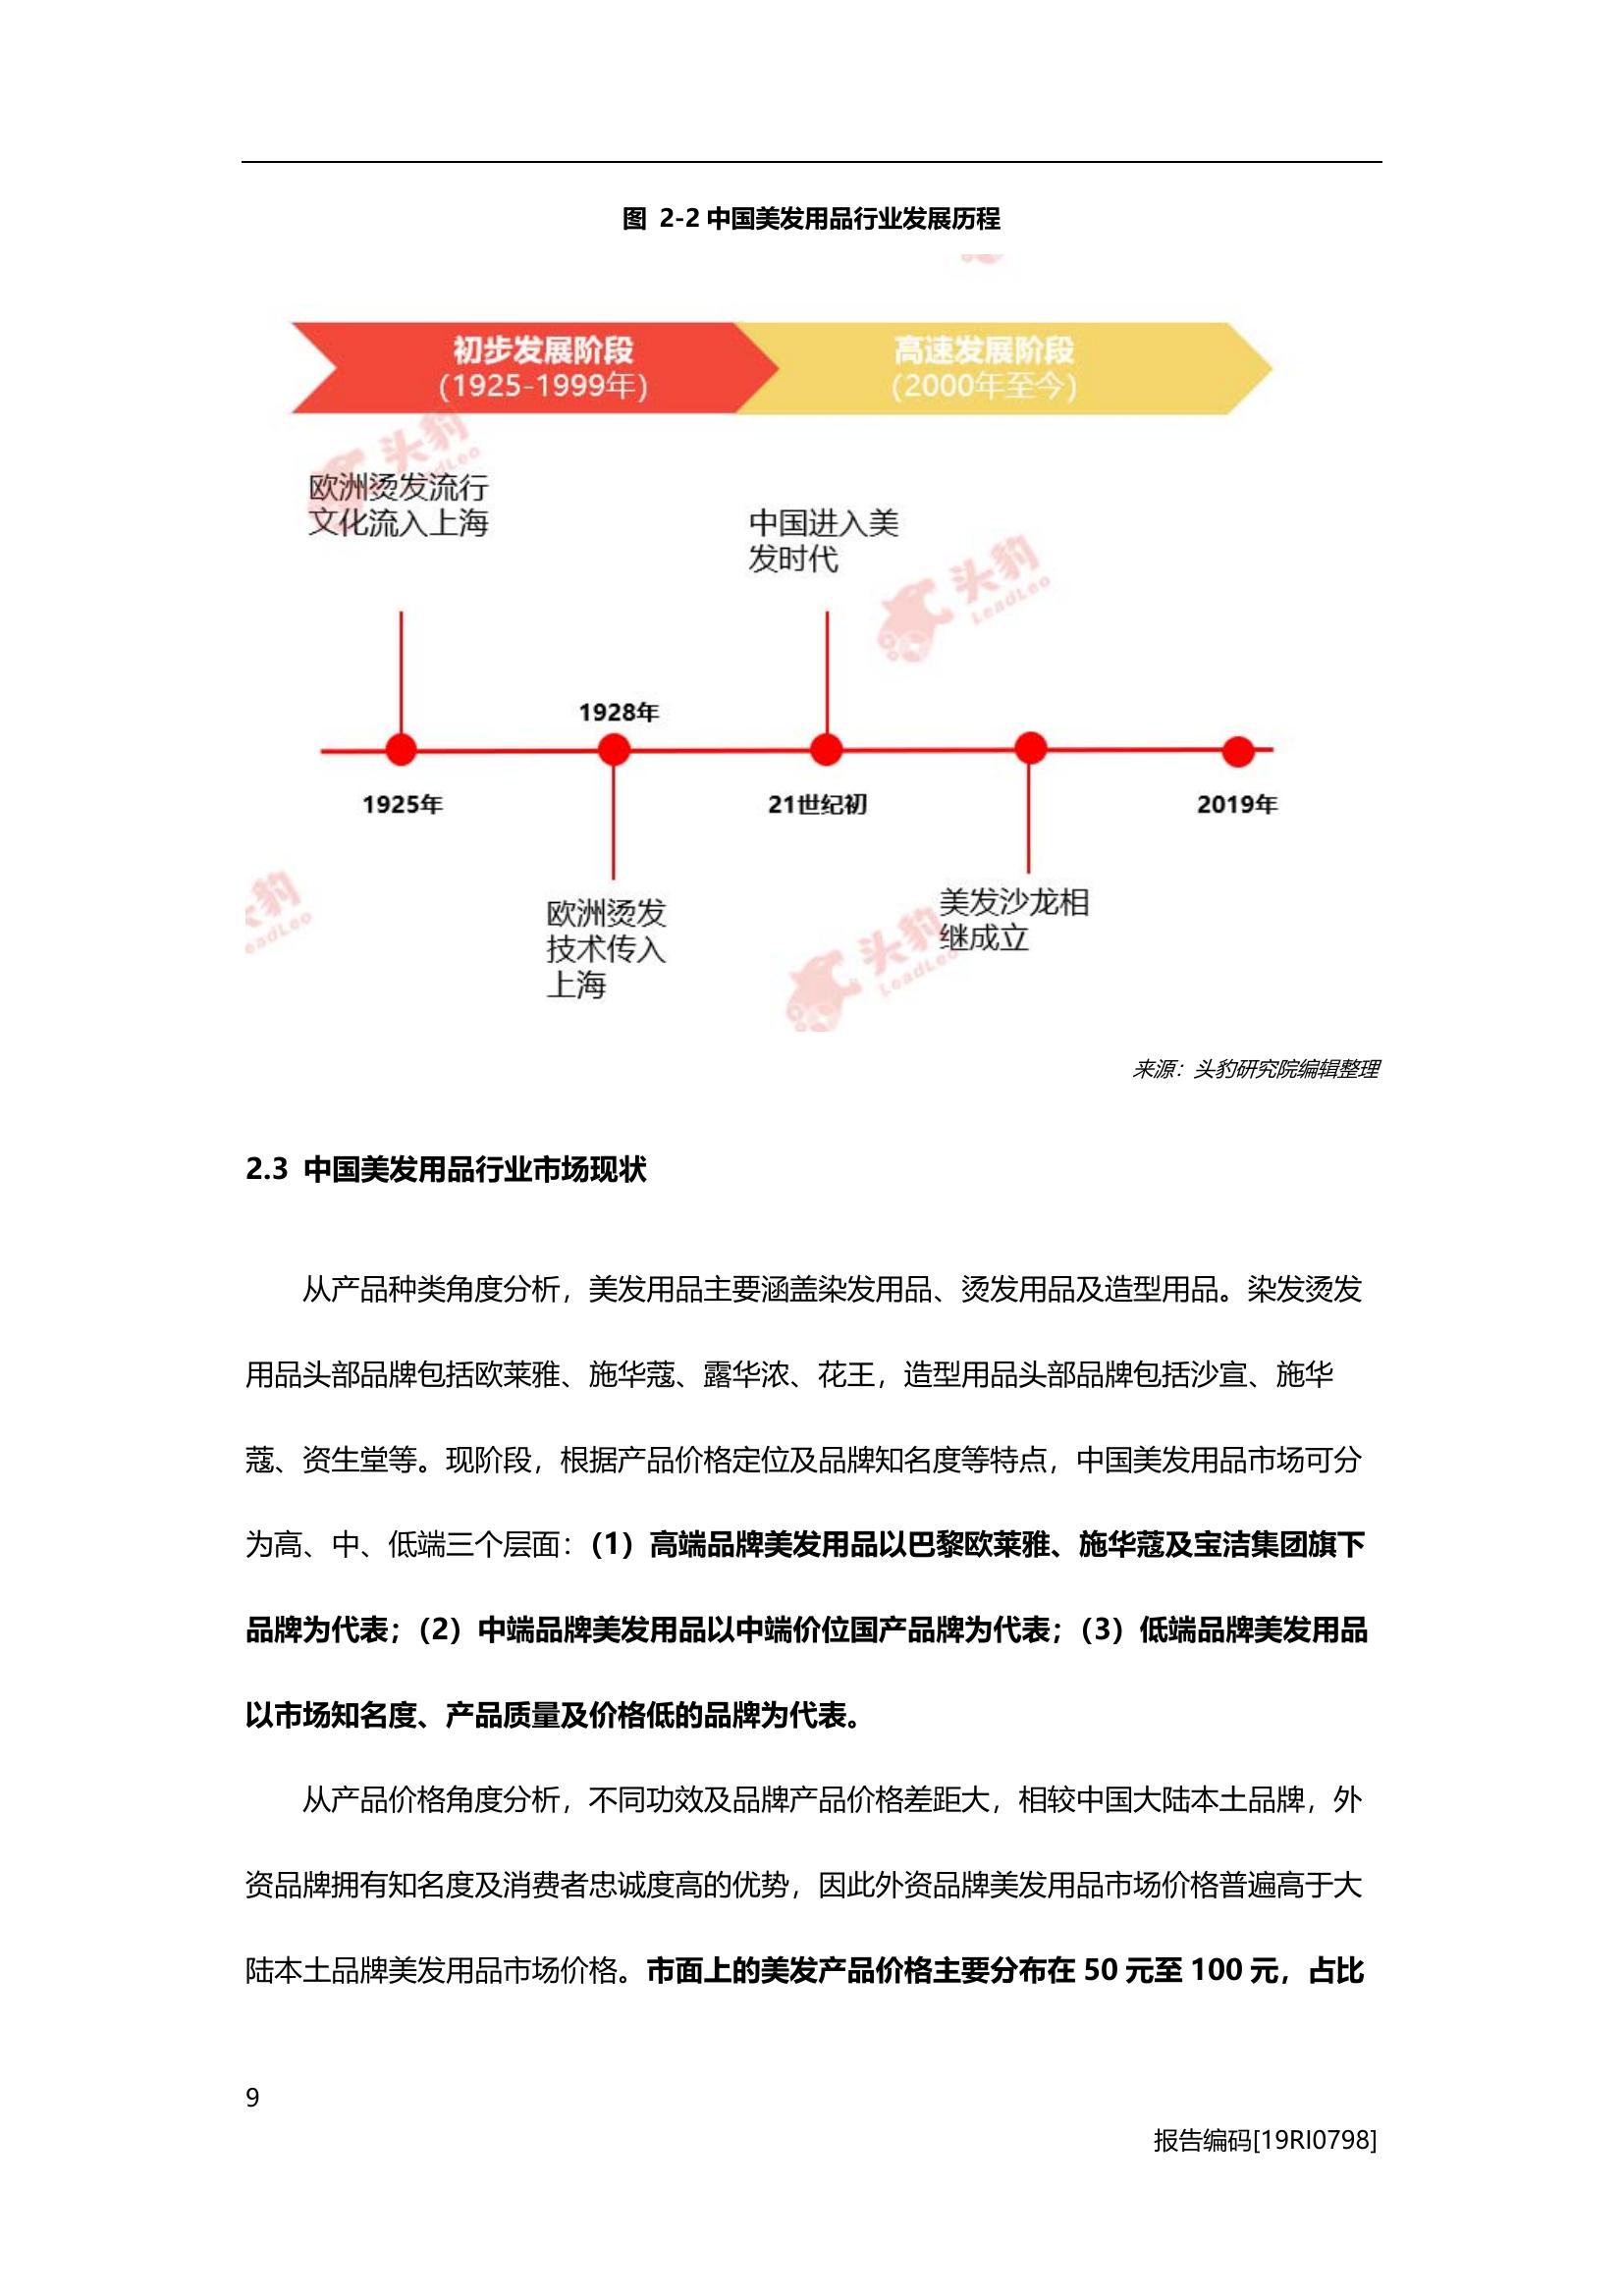 图 2-2 中国美发用品行业发展历程
初步发展阶段
(1925-1999年)
高速发展阶段
(2000年至今)
头豹
LeadLeo
欧洲烫发流行
文化流入上海
中国进入美
发时代
头豹
LeadLeo
1928年
1925年
21世纪初
2019年
豹
eadLeo
欧洲烫发
技术传入
上海
美发沙龙相
继成立
头豹
LeadLeo
来源：头豹研究院编辑整理
2.3 中国美发用品行业市场现状
从产品种类角度分析，美发用品主要涵盖染发用品、烫发用品及造型用品。染发烫发
用品头部品牌包括欧莱雅、施华蔻、露华浓、花王，造型用品头部品牌包括沙宣、施华
蔻、资生堂等。现阶段，根据产品价格定位及品牌知名度等特点，中国美发用品市场可分
为高、中、低端三个层面：（1）高端品牌美发用品以巴黎欧莱雅、施华蔻及宝洁集团旗下
品牌为代表；（2）中端品牌美发用品以中端价位国产品牌为代表；（3）低端品牌美发用品
以市场知名度、产品质量及价格低的品牌为代表。
从产品价格角度分析，不同功效及品牌产品价格差距大，相较中国大陆本土品牌，外
资品牌拥有知名度及消费者忠诚度高的优势，因此外资品牌美发用品市场价格普遍高于大
陆本土品牌美发用品市场价格。市面上的美发产品价格主要分布在 50 元至 100 元，占比
9
报告编码[19RI0798]